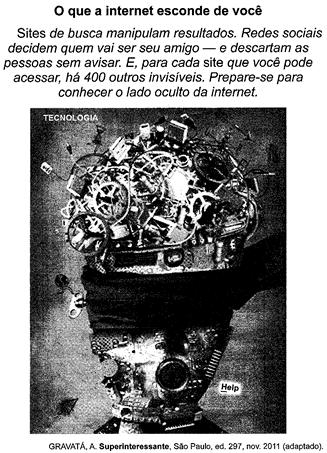 O que a internet esconde de você
Sites de busca manipulam resultados. Redes sociais
decidem quem vai ser seu amigo — e descartam as
pessoas sem avisar. E, para cada site que você pode
acessar, há 400 outros invisíveis. Prepare-se para
conhecer o lado oculto da internet.
TECNOLOGIA
Help
GRAVATÁ, A. Superinteressante, São Paulo, ed. 297, nov. 2011 (adaptado).